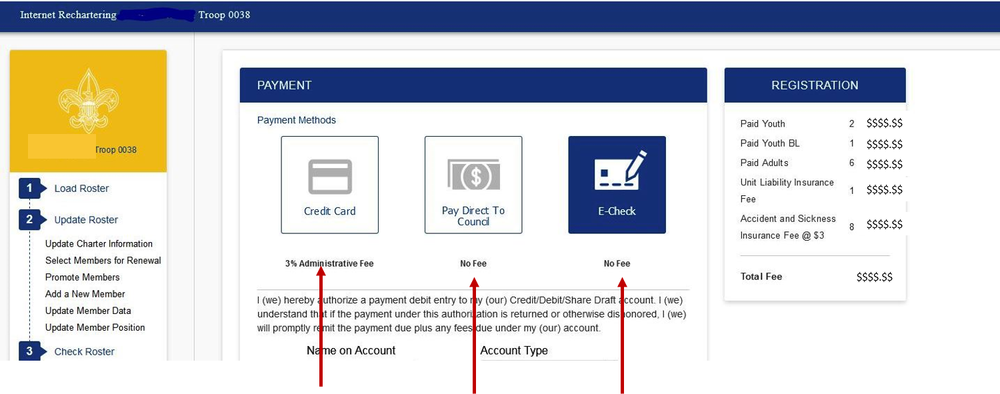 Internet Rechartering Troop 0038
Troop 0038
1 Load Roster
2 Update Roster
Update Charter Information
Select Members for Renewal
Promote Members
Add a New Member
Update Member Data
Update Member Position
3 Check Roster
PAYMENT
Payment Methods
Credit Card
Pay Direct To
Council
E-Check
3% Administrative Fee
No Fee
No Fee
I (we) hereby authorize a payment debit entry to my (our) Credit/Debit/Share Draft account. I (we)
understand that if the payment under this authorization is returned or otherwise dishonored, I (we)
will promptly remit the payment due plus any fees due under my (our) account.
Name on Account Account Type
REGISTRATION
Paid Youth 2 $$$$.$$
Paid Youth BL 1 $$$$.$$
Paid Adults 6 $$$$.$$
Unit Liability Insurance
Fee 1 $$$$.$$
Accident and Sickness
Insurance Fee @ $3 8 $$$$.$$
Total Fee $$$$.$$